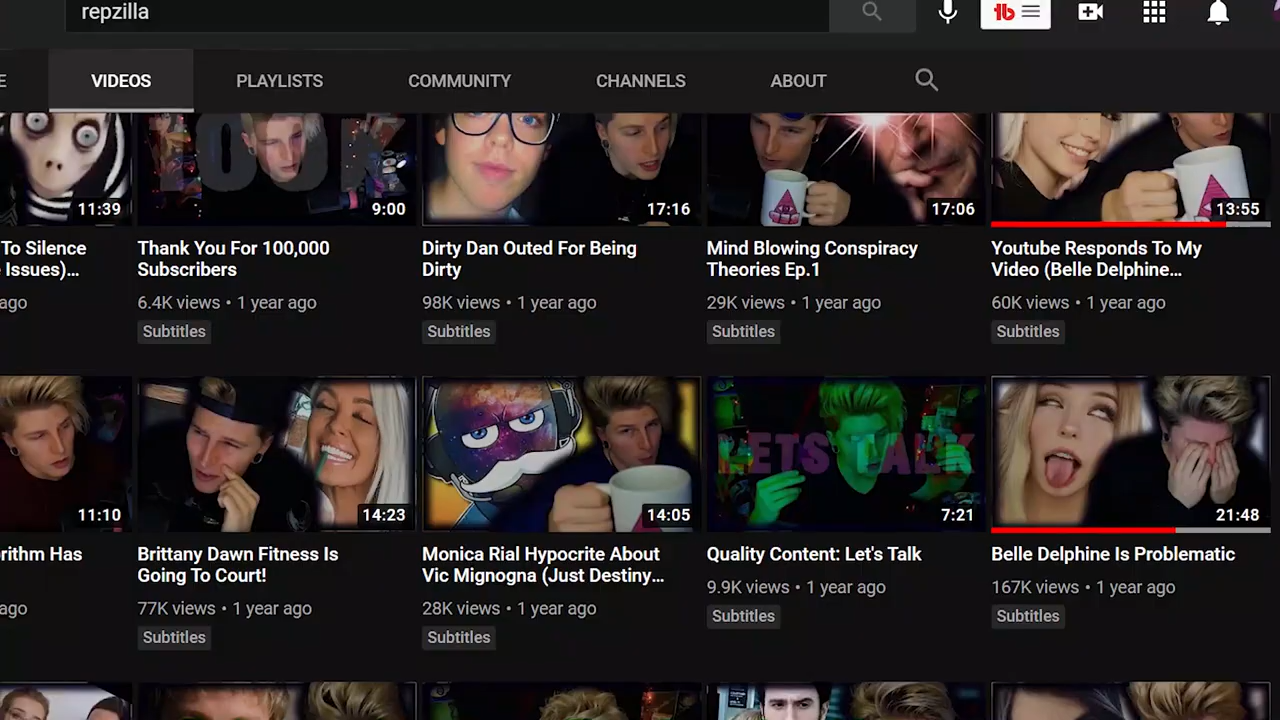 repzilla
E
VIDEOS
PLAYLISTS
COMMUNITY
CHANNELS
ABOUT
100K
11:39
9:00
17:16
17:06
13:55
To Silence
Issues)...
ago
Thank You For 100,000
Subscribers
6.4K views • 1 year ago
Subtitles
Dirty Dan Outed For Being
Dirty
98K views • 1 year ago
Subtitles
Mind Blowing Conspiracy
Theories Ep.1
29K views • 1 year ago
Subtitles
Youtube Responds To My
Video (Belle Delphine...
60K views • 1 year ago
Subtitles
LETS TALK
11:10
14:23
14:05
7:21
21:48
rithm Has
ago
Brittany Dawn Fitness Is
Going To Court!
77K views • 1 year ago
Subtitles
Monica Rial Hypocrite About
Vic Mignogna (Just Destiny...
28K views • 1 year ago
Subtitles
Quality Content: Let's Talk
9.9K views • 1 year ago
Subtitles
Belle Delphine Is Problematic
167K views • 1 year ago
Subtitles